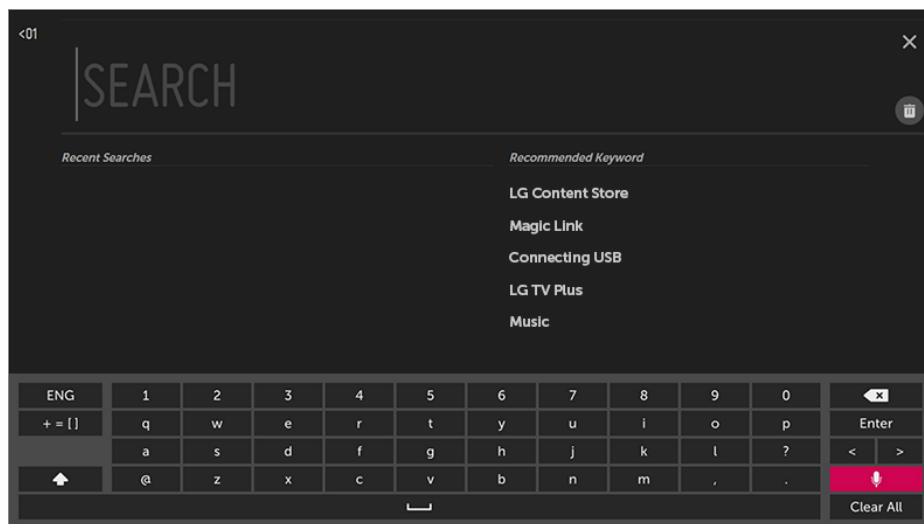 <01
SEARCH
Recent Searches
Recommended Keyword
LG Content Store
Magic Link
Connecting USB
LG TV Plus
Music
ENG 1 2 3 4 5 6 7 8 9 0
+ = [ ] q w e r t y u i o p Enter
a s d f g h j k l ? < >
@ z x c v b n m , .
Clear All